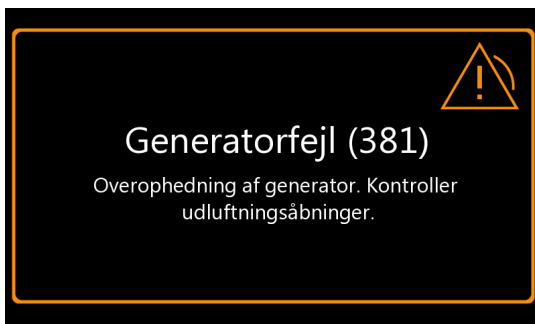 Generatorfejl (381)
Overophedning af generator. Kontroller
udluftningsåbninger.